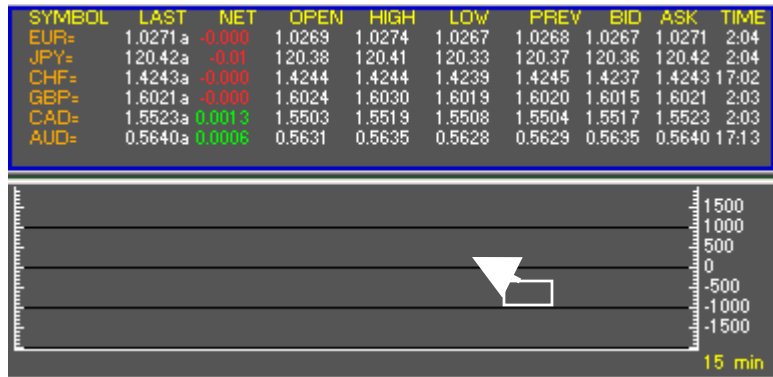 SYMBOL LAST NET OPEN HIGH LOW PREV BID ASK TIME
EUR= 1.0271a -0.000 1.0269 1.0274 1.0267 1.0268 1.0267 1.0271 2:04
JPY= 120.42a -0.01 120.38 120.41 120.33 120.37 120.36 120.42 2:04
CHF= 1.4243a -0.000 1.4244 1.4244 1.4239 1.4245 1.4237 1.4243 17:02
GBP= 1.6021a -0.000 1.6024 1.6030 1.6019 1.6020 1.6015 1.6021 2:03
CAD= 1.5523a 0.0013 1.5503 1.5519 1.5508 1.5504 1.5517 1.5523 2:03
AUD= 0.5640a 0.0006 0.5631 0.5635 0.5628 0.5629 0.5635 0.5640 17:13
1500
1000
500
0
-500
-1000
-1500
15 min